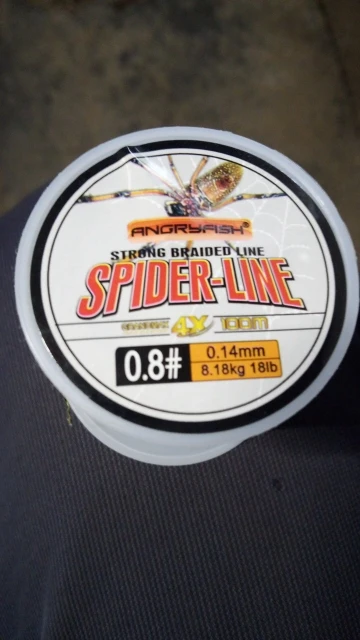 ANGRYFISH®
STRONG BRAIDED LINE
SPIDER-LINE
4X 100m
0.8# 0.14mm
8.18kg 18lb